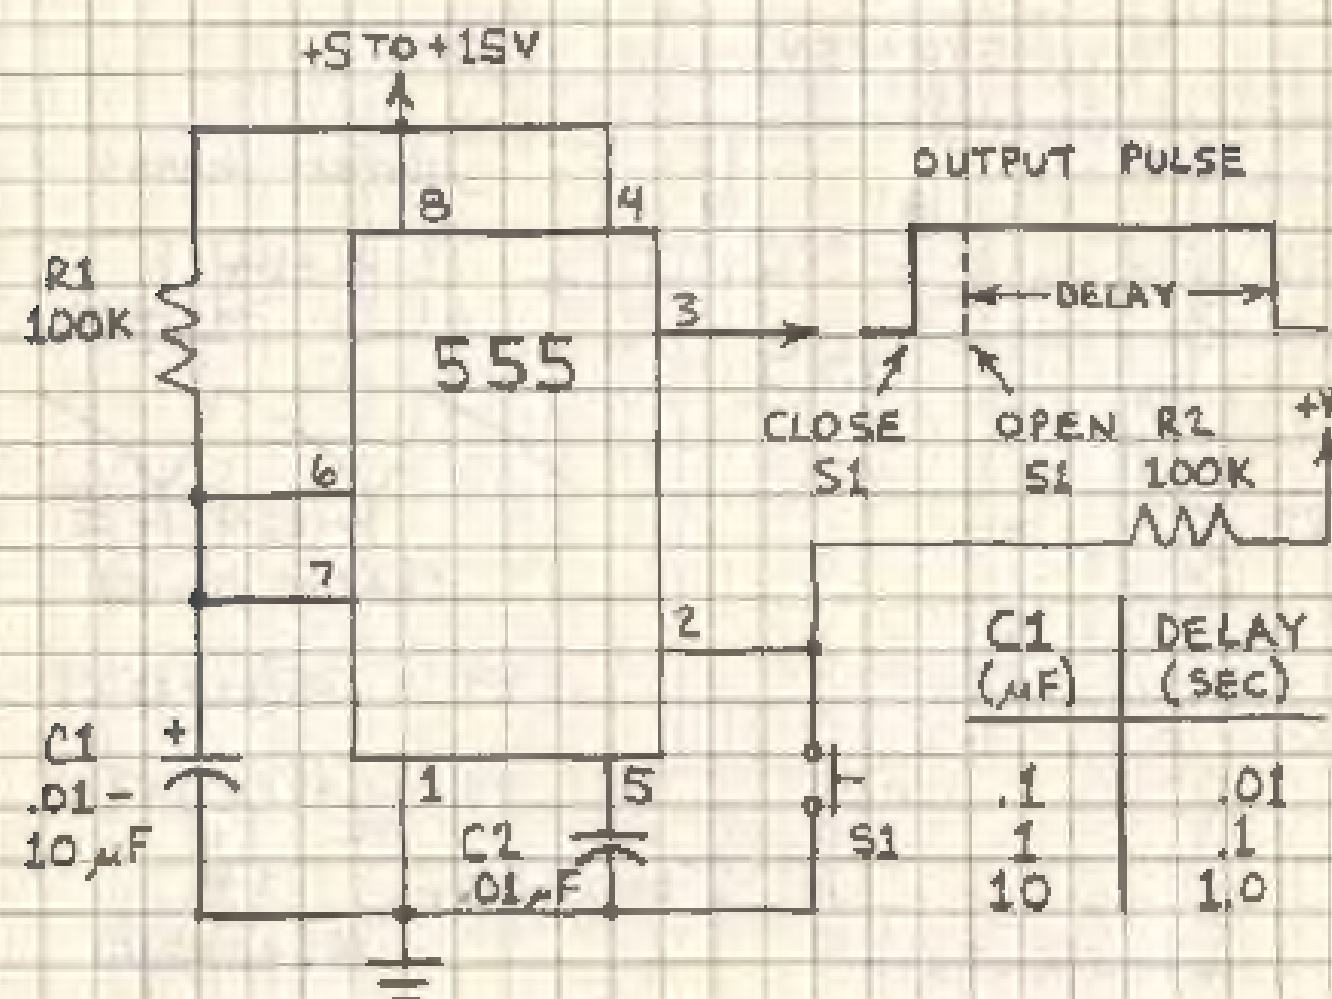 +5 TO +15V
8
4
OUTPUT PULSE
R1
100K
3
DELAY
555
CLOSE
S1
OPEN
S1
R2
100K
6
7
2
C1
(μF)
DELAY
(SEC)
.1
.01
1
.1
10
1.0
C1
+
.01-
10 μF
1
5
C2
.01μF
S1